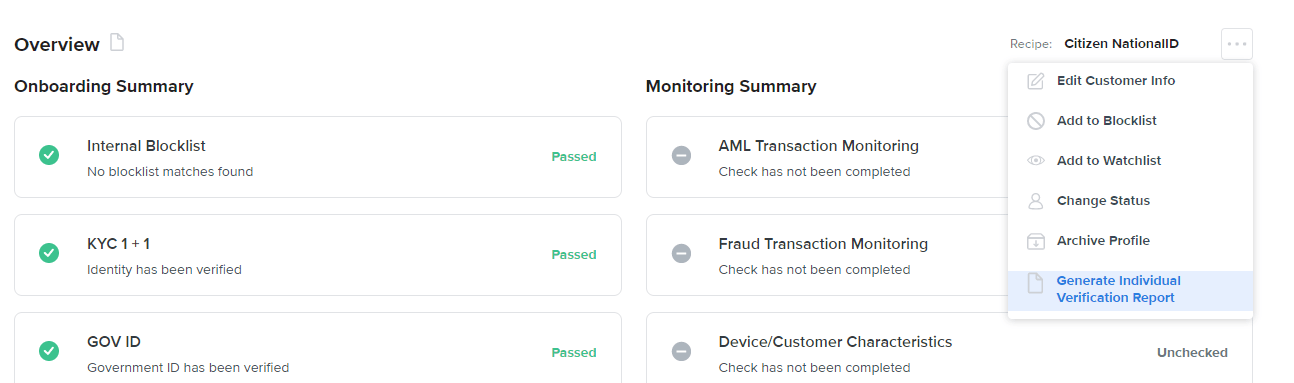 Overview
Recipe: Citizen NationalID
Onboarding Summary
Internal Blocklist
No blocklist matches found
Passed
KYC 1 + 1
Identity has been verified
Passed
GOV ID
Government ID has been verified
Passed
Monitoring Summary
AML Transaction Monitoring
Check has not been completed
Fraud Transaction Monitoring
Check has not been completed
Device/Customer Characteristics
Check has not been completed
Unchecked
Edit Customer Info
Add to Blocklist
Add to Watchlist
Change Status
Archive Profile
Generate Individual
Verification Report